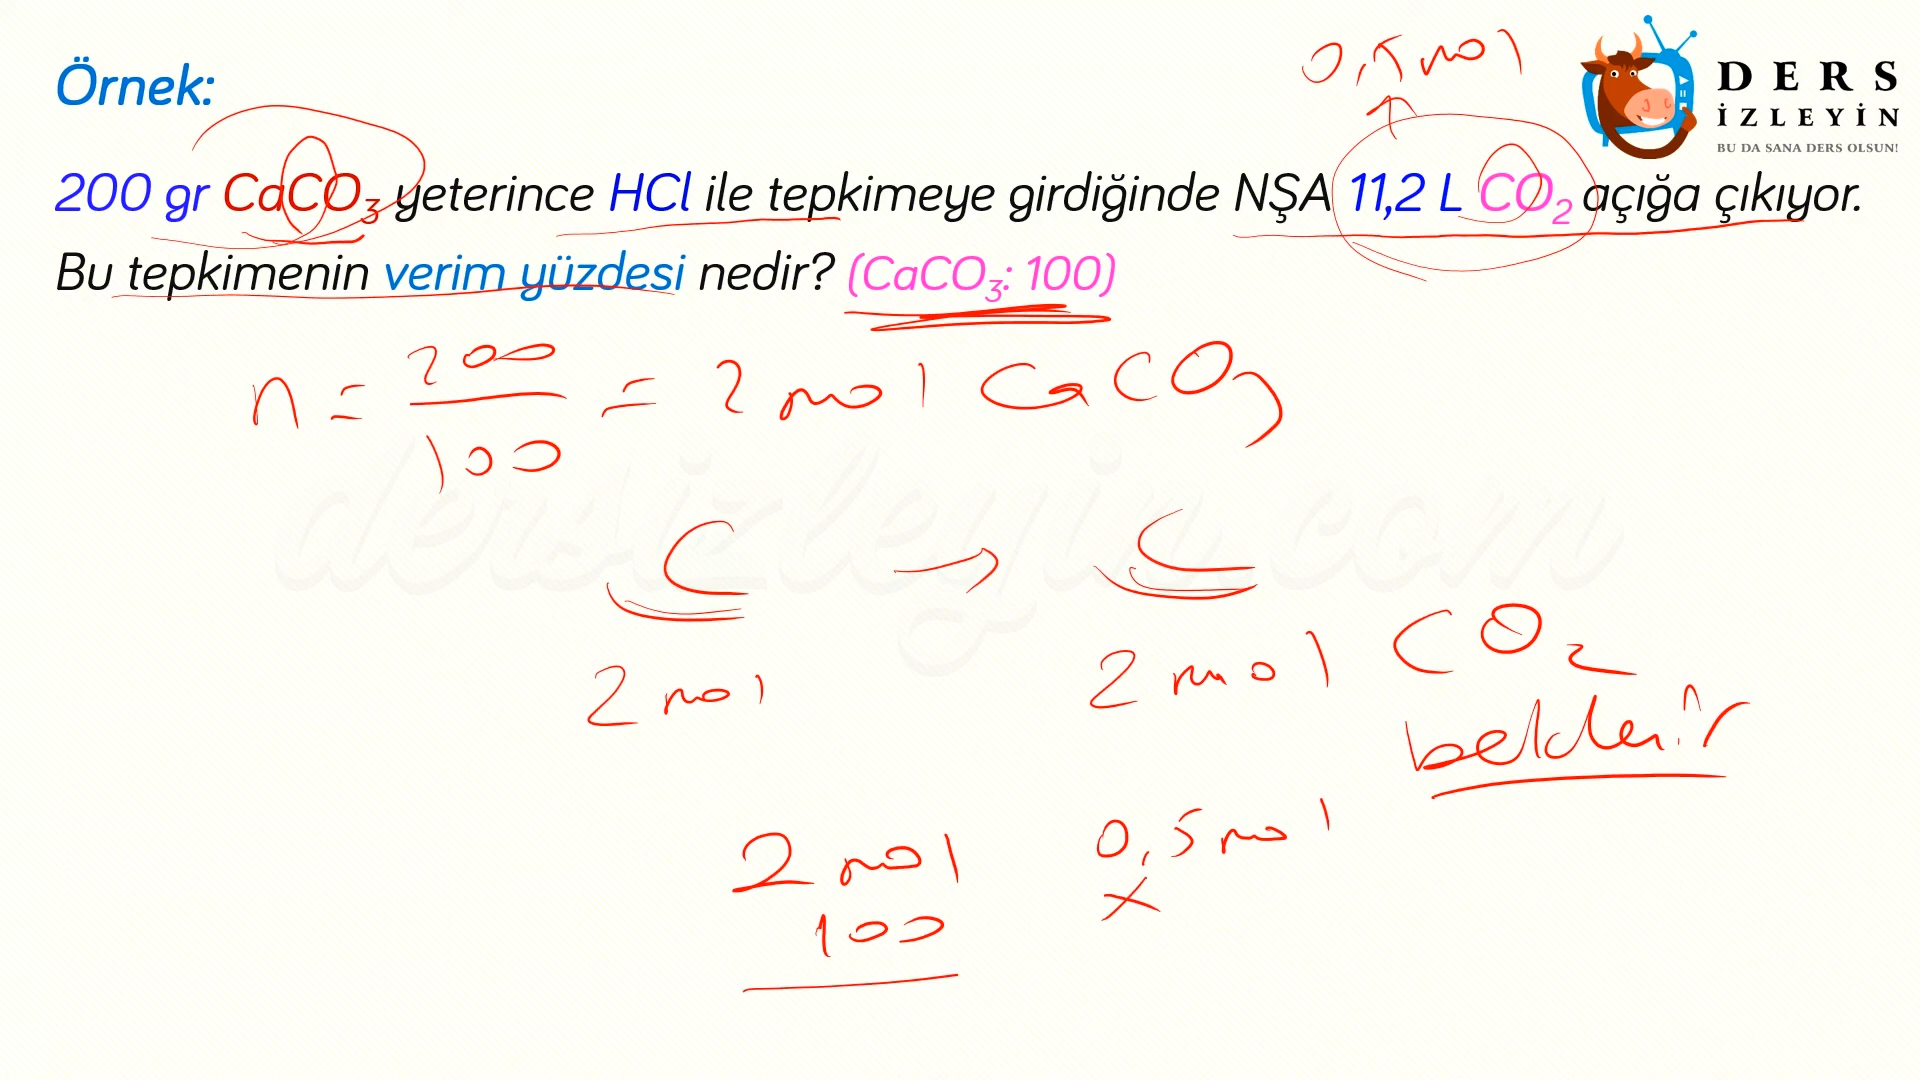 0,5 mol
DERS
İZLEYİN
BU DA SANA DERS OLSUN!
Örnek:
200 gr CaCO₃ yeterince HCl ile tepkimeye girdiğinde NŞA 11,2 L CO₂ açığa çıkıyor.
Bu tepkimenin verim yüzdesi nedir? (CaCO₃: 100)
n = 200/100 = 2 mol CaCO₃
dersizleyin.com
C → C
2 mol 2 mol CO₂
beklenir
2 mol 0,5 mol
100 x